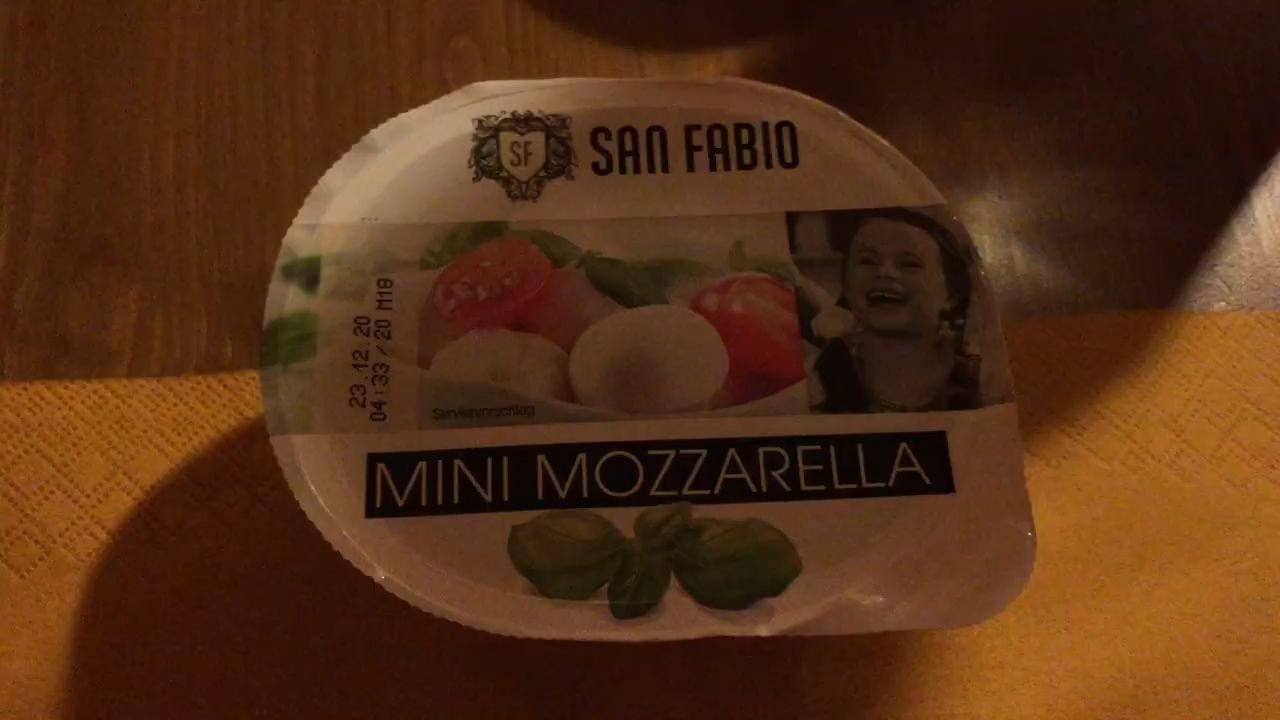 SF
SAN FABIO
23.12.20
04:33/20 M18
Serviervorschlag
MINI MOZZARELLA